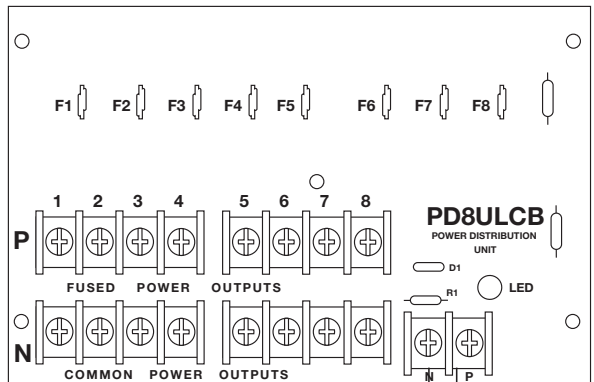 F1 F2 F3 F4 F5 F6 F7 F8
1 2 3 4 5 6 7 8
P
PD8ULCB
POWER DISTRIBUTION
UNIT
D1
FUSED POWER OUTPUTS
LED
R1
N
COMMON POWER OUTPUTS
N P